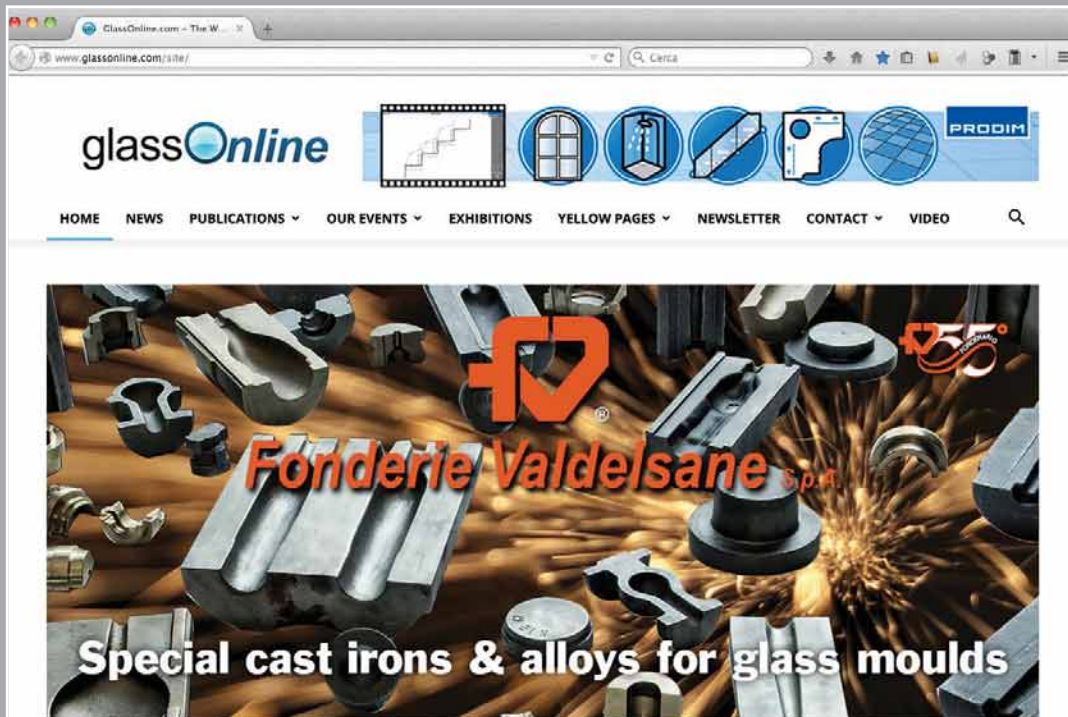 GlassOnline.com – The W...
www.glassonline.com/site/
Cerca
glassOnline
PRODIM
HOME NEWS PUBLICATIONS OUR EVENTS EXHIBITIONS YELLOW PAGES NEWSLETTER CONTACT VIDEO
55°
®
Fonderie Valdelsane S.p.A.
Special cast irons & alloys for glass moulds